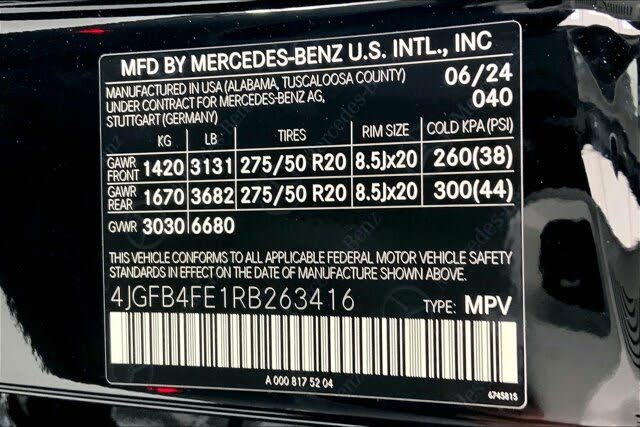 MFD BY MERCEDES-BENZ U.S. INTL., INC
MANUFACTURED IN USA (ALABAMA, TUSCALOOSA COUNTY) 06/24
UNDER CONTRACT FOR MERCEDES-BENZ AG, 040
STUTTGART (GERMANY)
KG LB TIRES RIM SIZE COLD KPA (PSI)
GAWR FRONT 1420 3131 275/50 R20 8.5Jx20 260(38)
GAWR REAR 1670 3682 275/50 R20 8.5Jx20 300(44)
GVWR 3030 6680
THIS VEHICLE CONFORMS TO ALL APPLICABLE FEDERAL MOTOR VEHICLE SAFETY
STANDARDS IN EFFECT ON THE DATE OF MANUFACTURE SHOWN ABOVE.
4JGFB4FE1RB263416 TYPE: MPV
A 000 817 52 04
674S81S